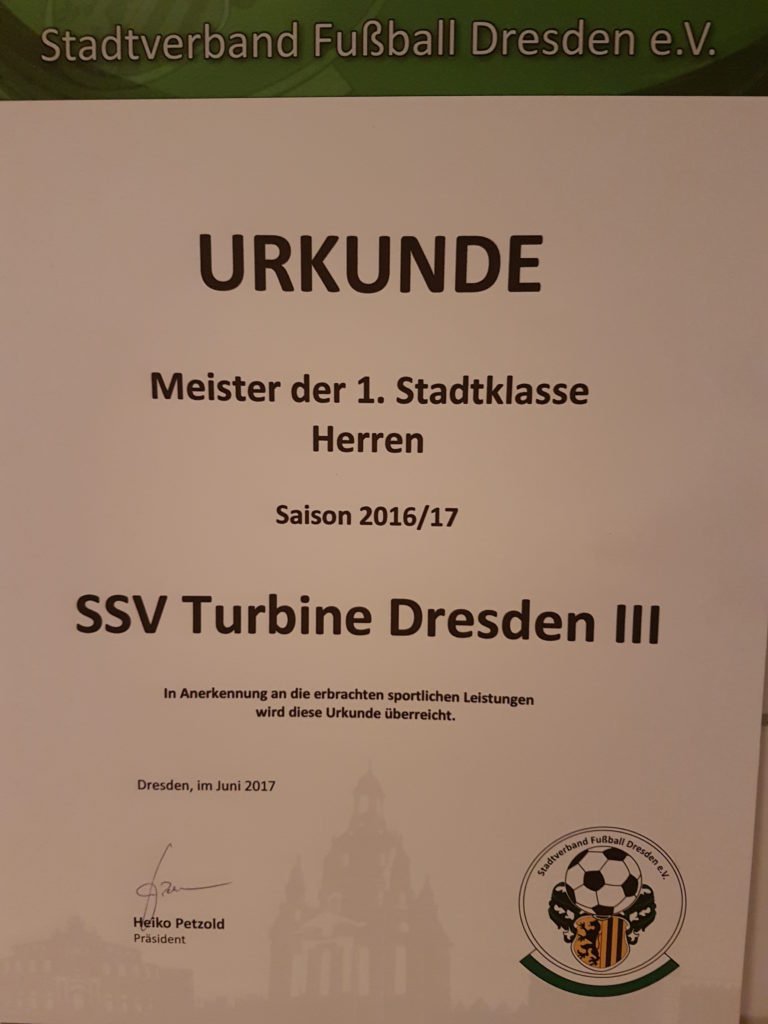 Stadtverband Fußball Dresden e.V.
URKUNDE
Meister der 1. Stadtklasse
Herren
Saison 2016/17
SSV Turbine Dresden III
In Anerkennung an die erbrachten sportlichen Leistungen
wird diese Urkunde überreicht.
Dresden, im Juni 2017
Heiko Petzold
Präsident
Stadtverband Fußball Dresden e.V.